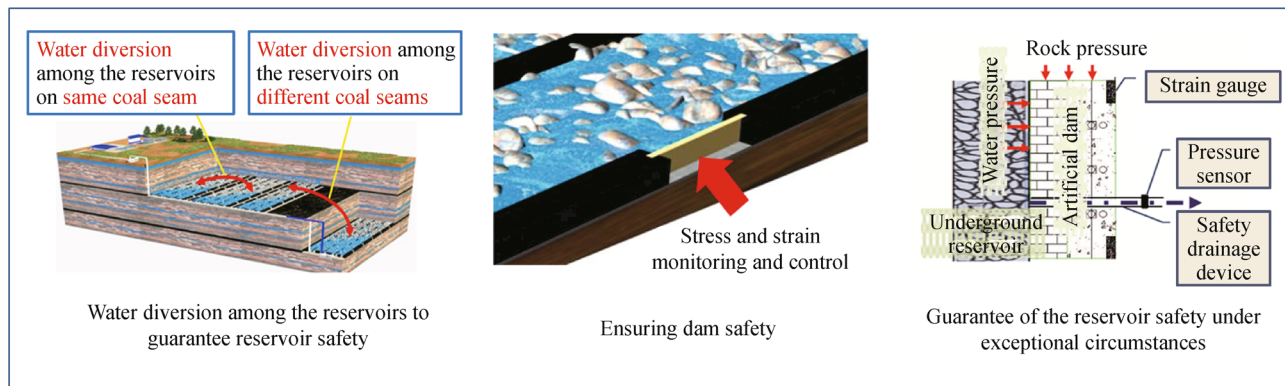 Water diversion
among the reservoirs
on same coal seam
Water diversion among
the reservoirs on
different coal seams
Water diversion among the reservoirs to
guarantee reservoir safety
Stress and strain
monitoring and control
Ensuring dam safety
Rock pressure
Water pressure
Artificial dam
Underground
reservoir
Strain gauge
Pressure
sensor
Safety
drainage
device
Guarantee of the reservoir safety under
exceptional circumstances